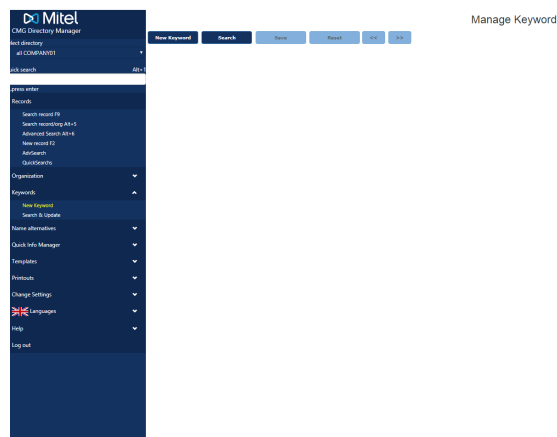 Mitel
CMG Directory Manager
Manage Keyword
lect directory
all COMPANY01
New Keyword Search Save Reset << >>
uick search Alt+1
,press enter
Records
Search record F9
Search record/org Alt+5
Advanced Search Alt+6
New record F2
AdvSearch
QuickSearchs
Organization
Keywords
New Keyword
Search & Update
Name alternatives
Quick Info Manager
Templates
Printouts
Change Settings
Languages
Help
Log out